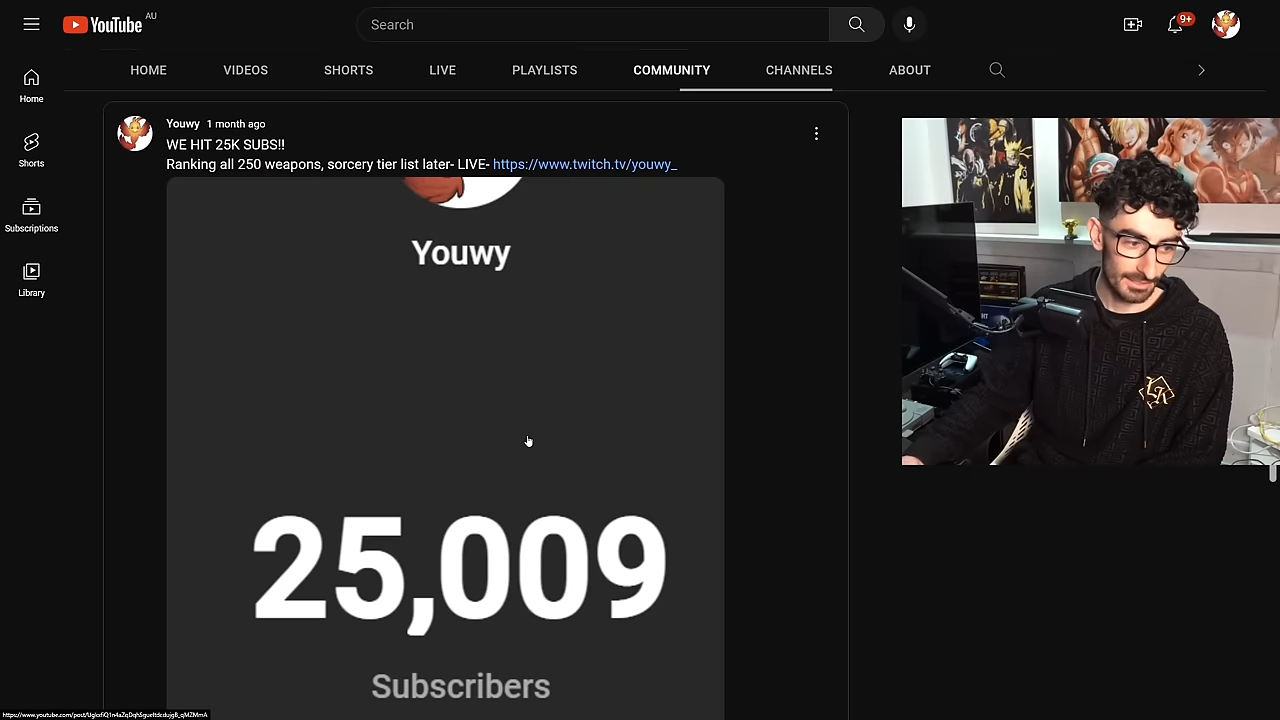 YouTube AU
Search
9+
HOME VIDEOS SHORTS LIVE PLAYLISTS COMMUNITY CHANNELS ABOUT
Home
Shorts
Subscriptions
Library
Youwy 1 month ago
WE HIT 25K SUBS!!
Ranking all 250 weapons, sorcery tier list later- LIVE- https://www.twitch.tv/youwy_
Youwy
25,009
Subscribers